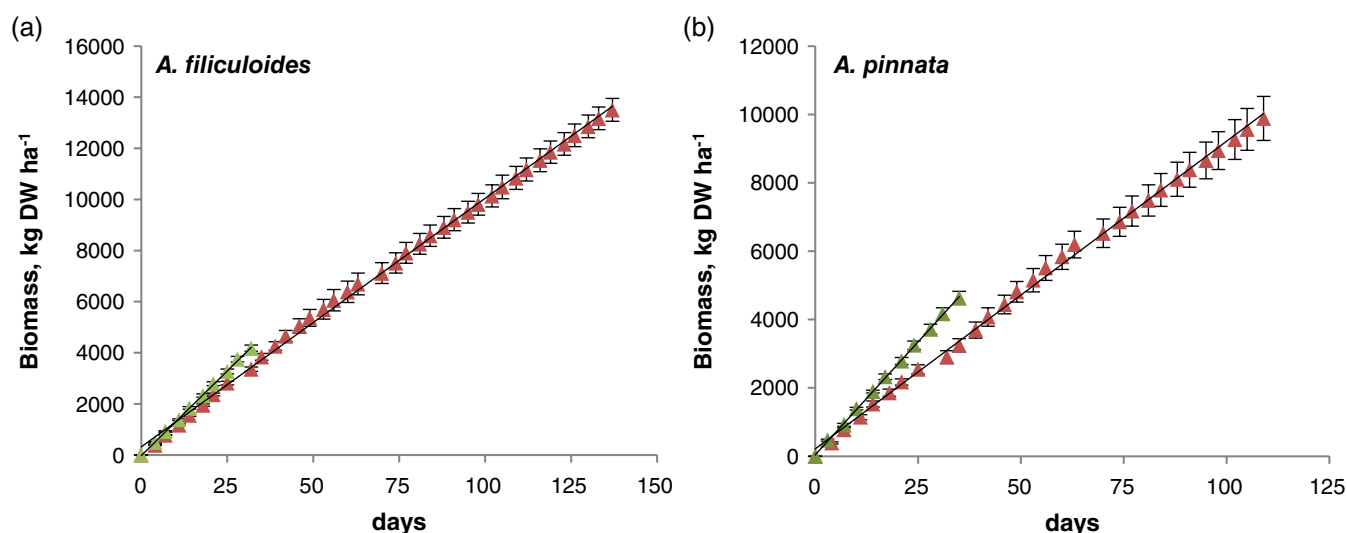 (a)
A. filiculoides
Biomass, kg DW ha-1
16000
14000
12000
10000
8000
6000
4000
2000
0
0 25 50 75 100 125 150
days
(b)
A. pinnata
Biomass, kg DW ha-1
12000
10000
8000
6000
4000
2000
0
0 25 50 75 100 125
days